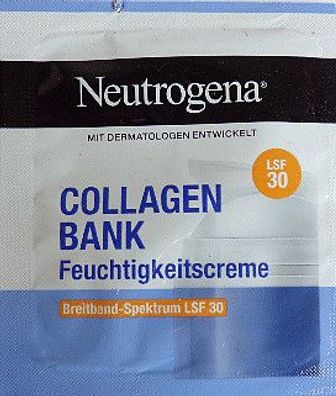 Neutrogena®
MIT DERMATOLOGEN ENTWICKELT
LSF
30
COLLAGEN
BANK
Feuchtigkeitscreme
Breitband-Spektrum LSF 30